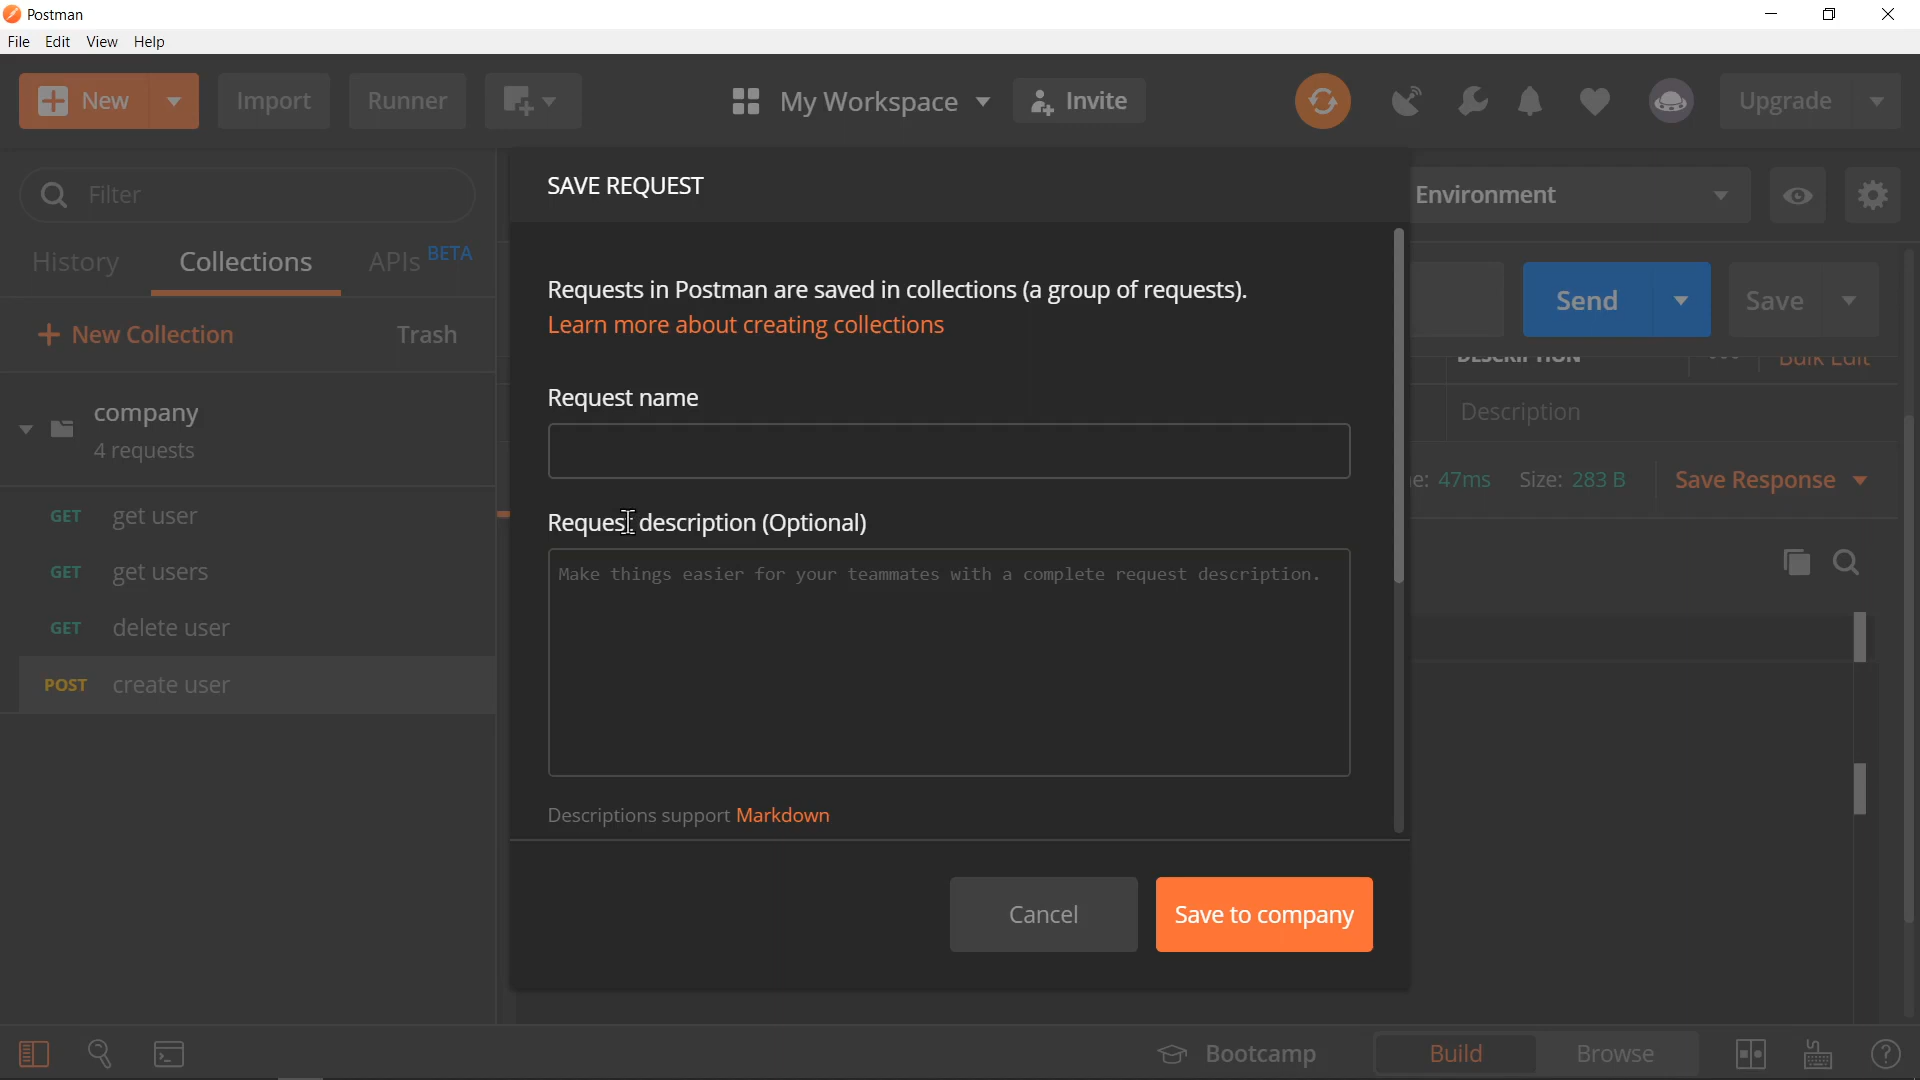 Postman
File Edit View Help
New Import Runner My Workspace Invite Upgrade
Filter
History Collections APIs BETA
New Collection Trash
company
4 requests
GET get user
GET get users
GET delete user
POST create user
SAVE REQUEST
Requests in Postman are saved in collections (a group of requests).
Learn more about creating collections
Request name
Request description (Optional)
Make things easier for your teammates with a complete request description.
Descriptions support Markdown
Cancel Save to company
Environment
Send Save
DESCRIPTION Bulk Edit
Description
47ms Size: 283 B Save Response
Bootcamp Build Browse